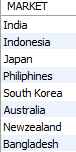 MARKET
India
Indonesia
Japan
Philiphines
South Korea
Australia
Newzealand
Bangladesh